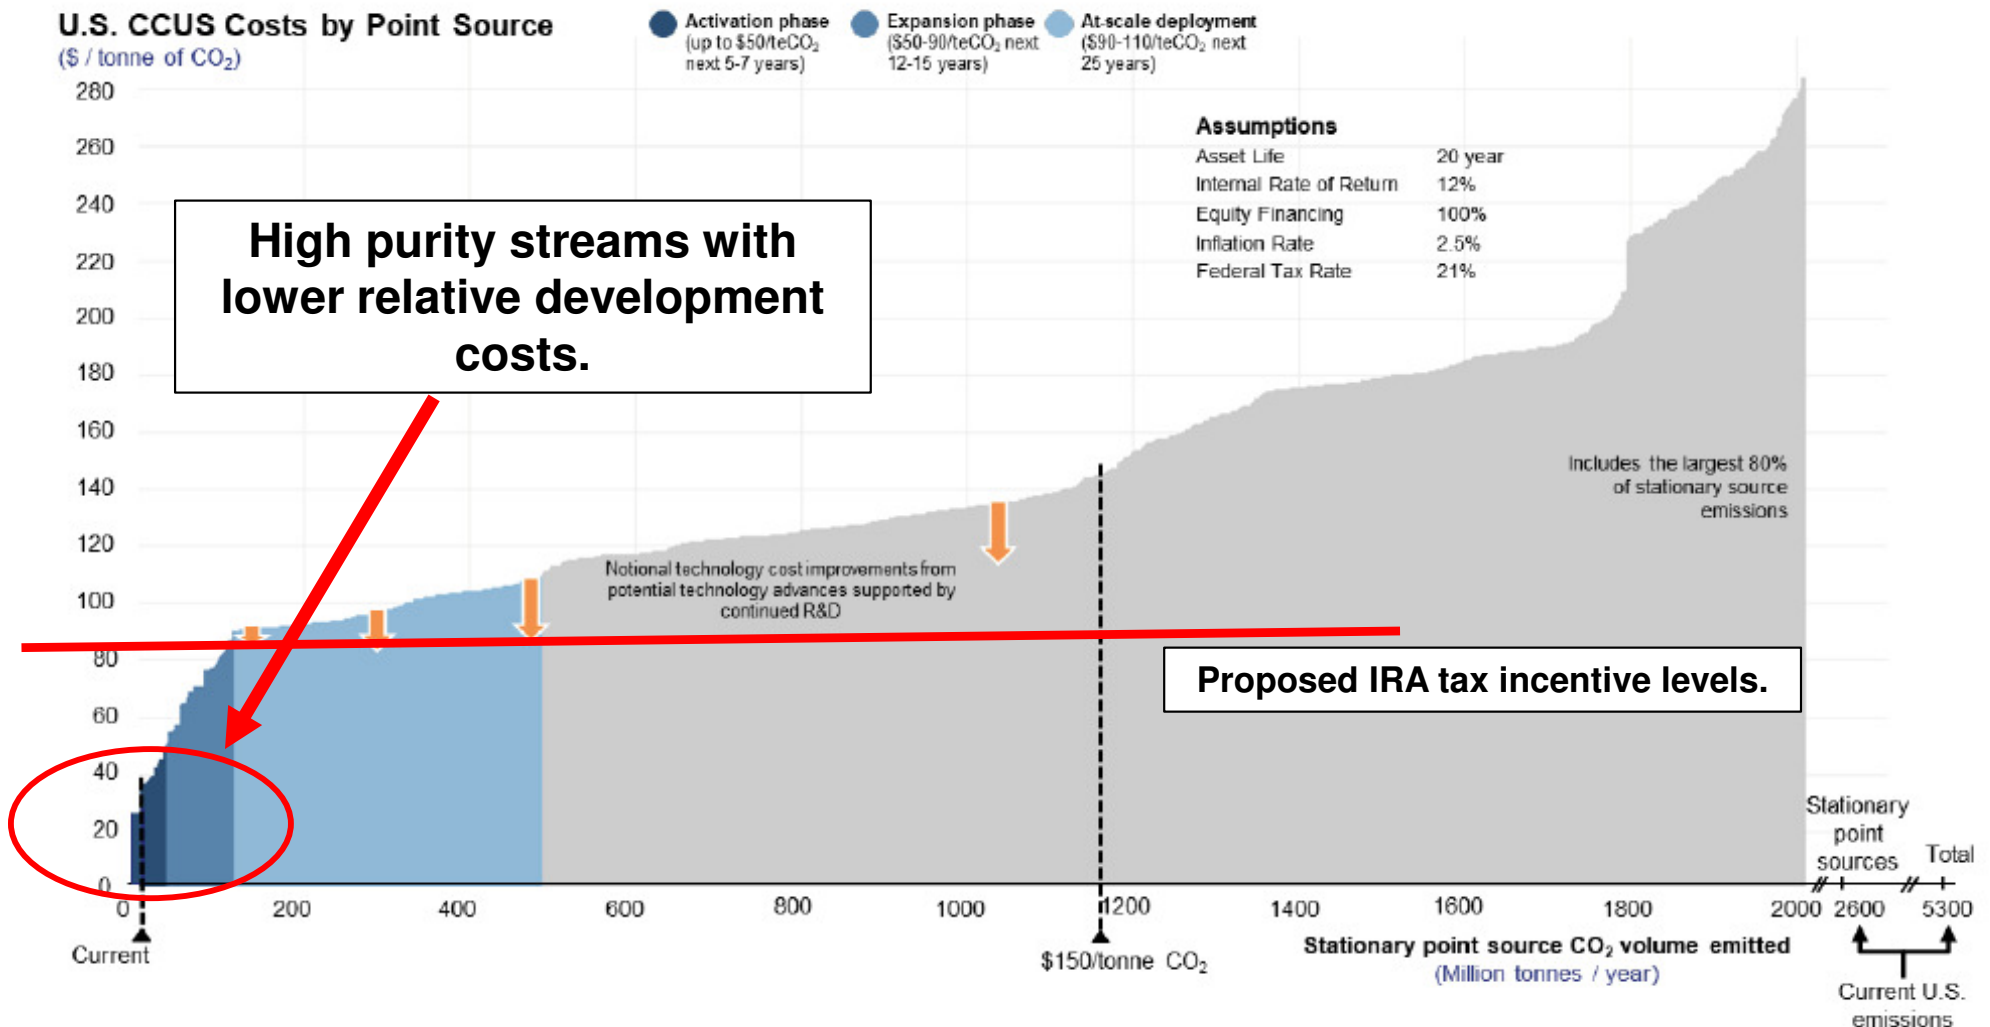 U.S. CCUS Costs by Point Source
($ / tonne of CO₂)
Activation phase
(up to $50/teCO₂
next 5-7 years)
Expansion phase
($50-90/teCO₂ next
12-15 years)
At-scale deployment
($90-110/teCO₂ next
25 years)
280
260
240
220
200
180
160
140
120
100
80
60
40
20
0
Assumptions
Asset Life 20 year
Internal Rate of Return 12%
Equity Financing 100%
Inflation Rate 2.5%
Federal Tax Rate 21%
High purity streams with
lower relative development
costs.
Includes the largest 80%
of stationary source
emissions
Notional technology cost improvements from
potential technology advances supported by
continued R&D
Proposed IRA tax incentive levels.
Stationary
point
sources
Total
0 200 400 600 800 1000 1200 1400 1600 1800 2000 2600 5300
Current
$150/tonne CO₂
Stationary point source CO₂ volume emitted
(Million tonnes / year)
Current U.S.
emissions